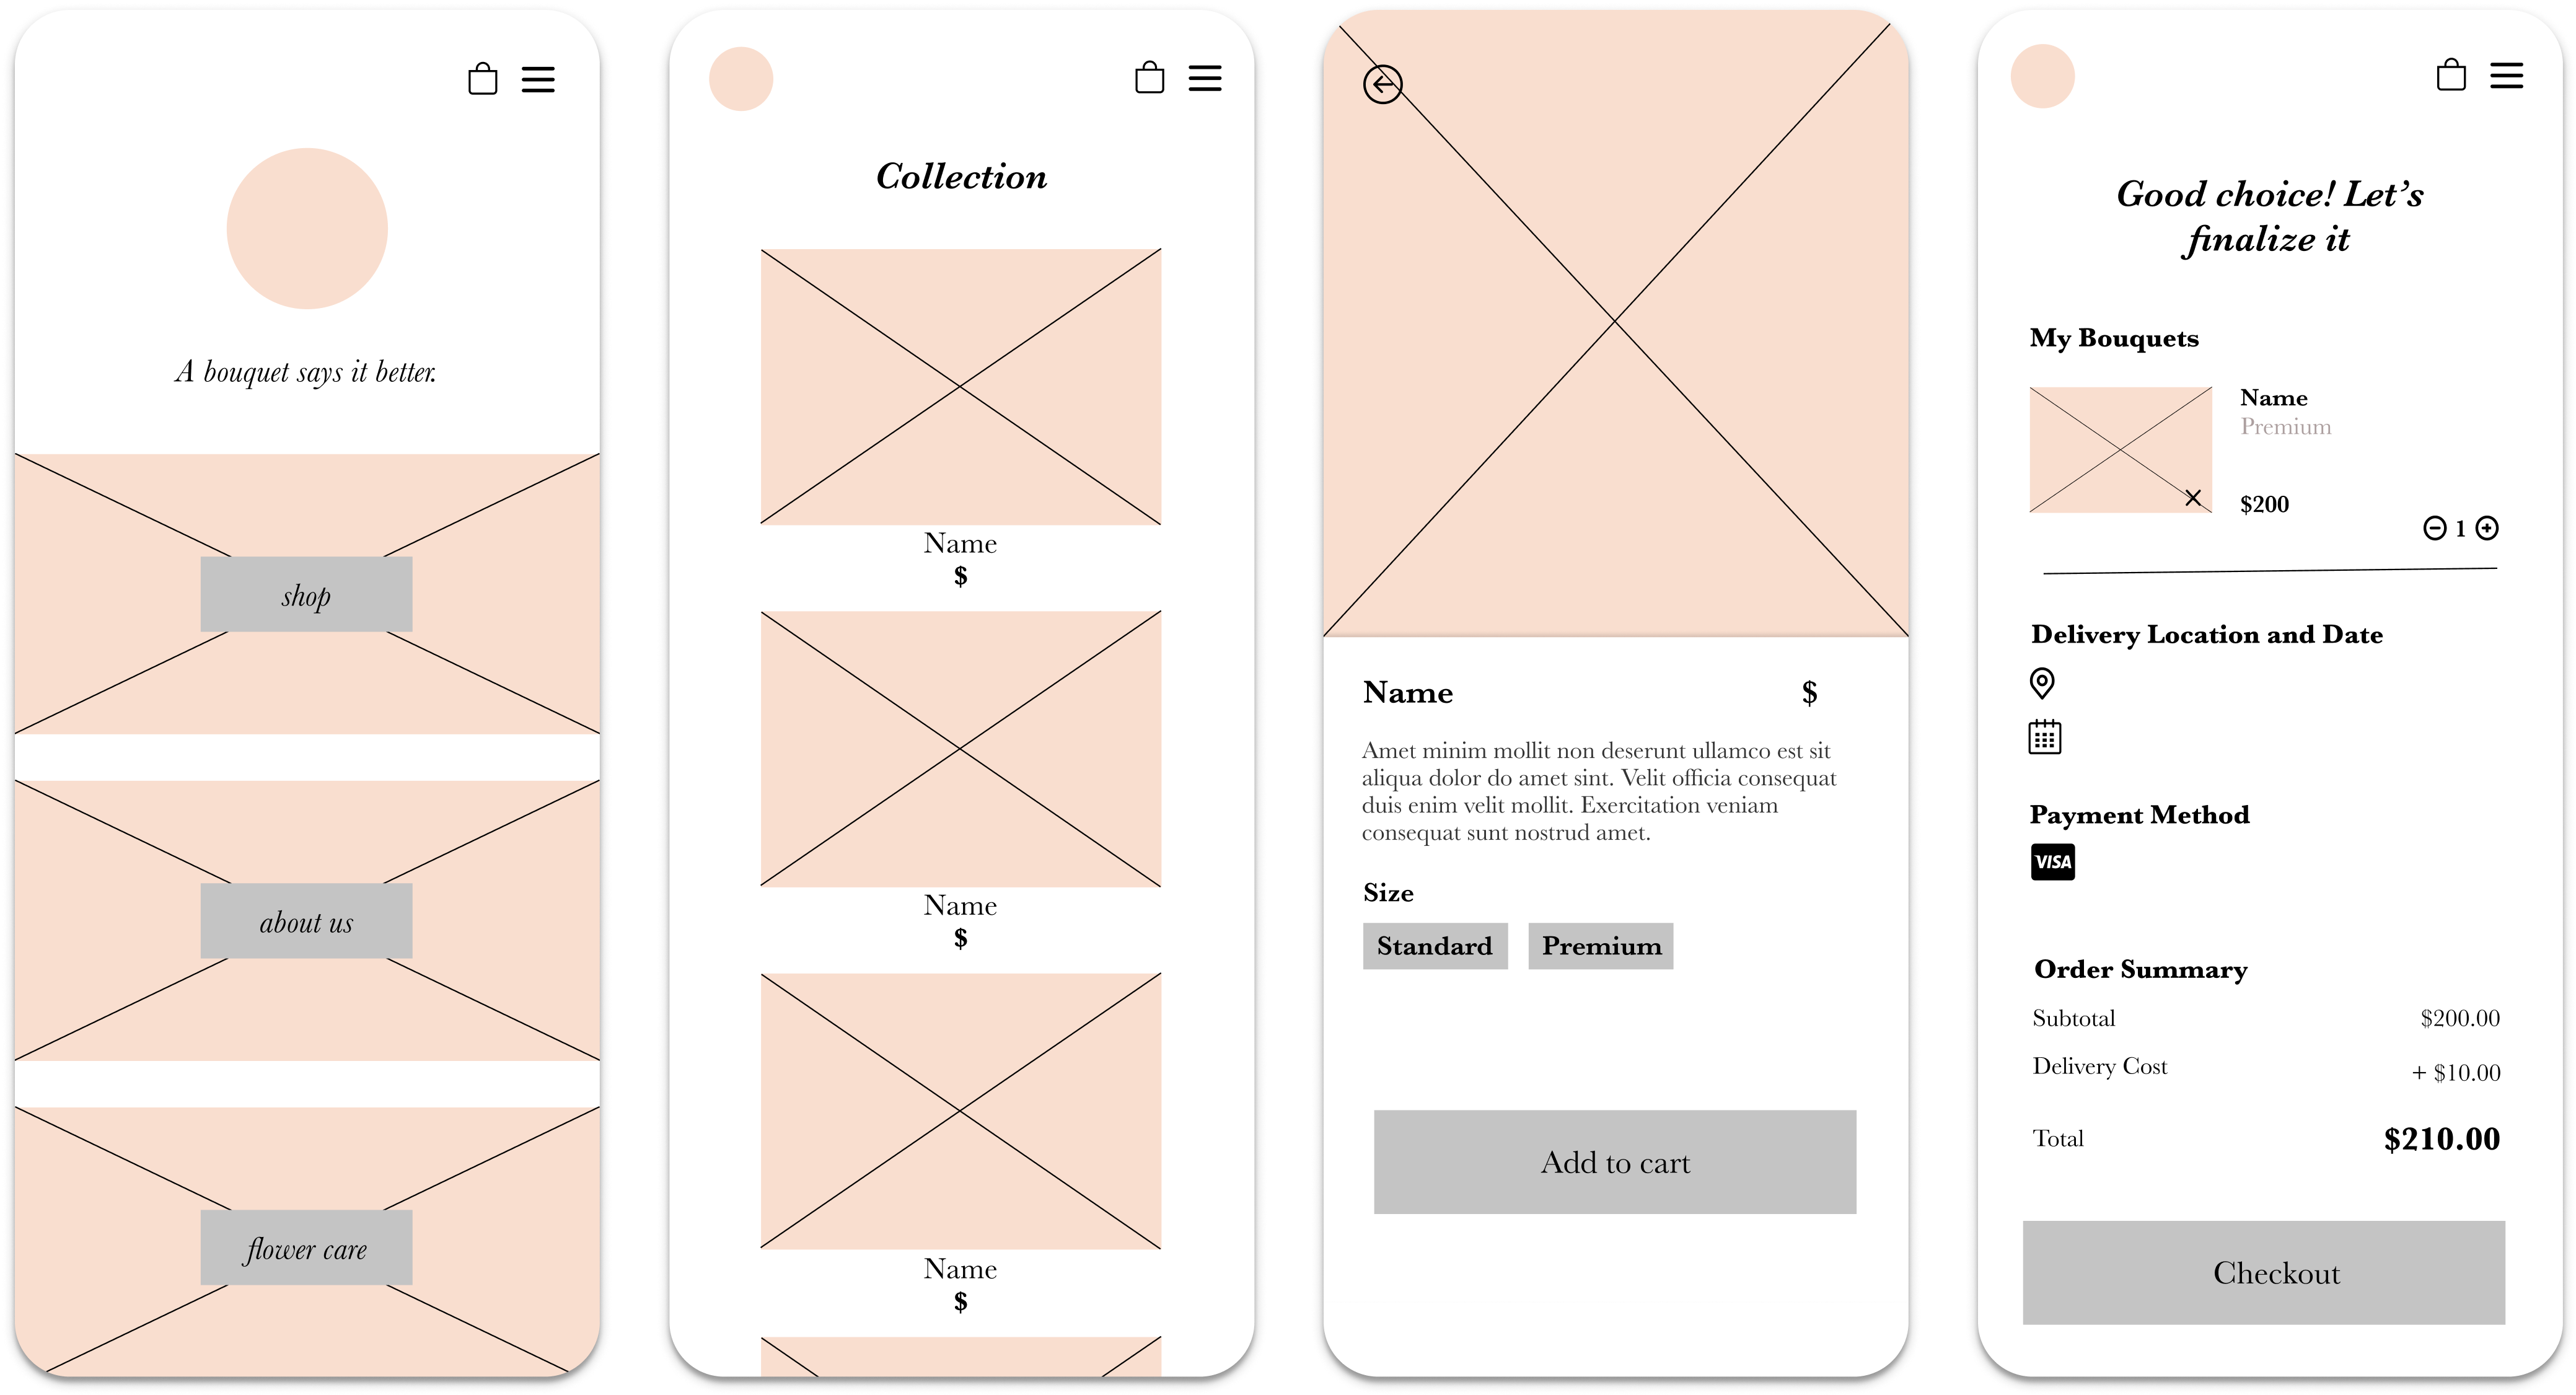 A bouquet says it better.
shop
about us
flower care
Collection
Name
$
Name
$
Name
$
Name $
Amet minim mollit non deserunt ullamco est sit
aliqua dolor do amet sint. Velit officia consequat
duis enim velit mollit. Exercitation veniam
consequat sunt nostrud amet.
Size
Standard Premium
Add to cart
Good choice! Let’s
finalize it
My Bouquets
Name
Premium
$200
1
Delivery Location and Date
Payment Method
VISA
Order Summary
Subtotal $200.00
Delivery Cost + $10.00
Total $210.00
Checkout